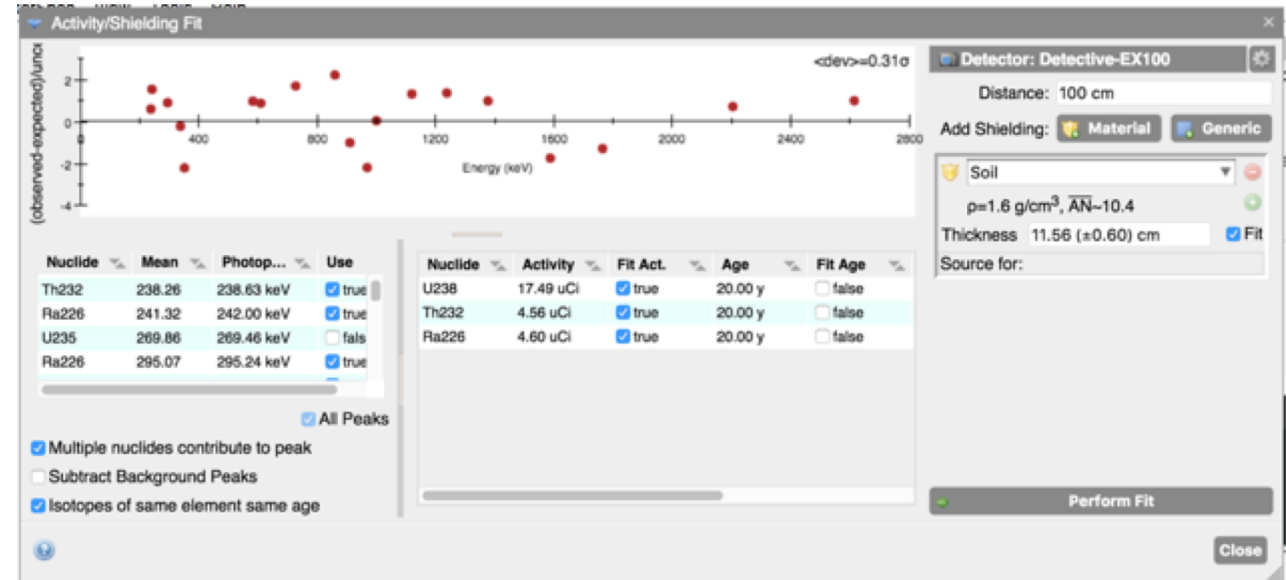 Activity/Shielding Fit
(observed-expected)/unce
<dev>=0.31σ
2
0
-2
-4
0 400 800 1200 1600 2000 2400 2800
Energy (keV)
Detector: Detective-EX100
Distance: 100 cm
Add Shielding: Material Generic
Soil
ρ=1.6 g/cm³, AN~10.4
Thickness 11.56 (±0.60) cm Fit
Source for:
Nuclide Mean Photop... Use
Th232 238.26 238.63 keV true
Ra226 241.32 242.00 keV true
U235 269.86 269.46 keV fals
Ra226 295.07 295.24 keV true
All Peaks
Multiple nuclides contribute to peak
Subtract Background Peaks
Isotopes of same element same age
Nuclide Activity Fit Act. Age Fit Age
U238 17.49 uCi true 20.00 y false
Th232 4.56 uCi true 20.00 y false
Ra226 4.60 uCi true 20.00 y false
Perform Fit
Close